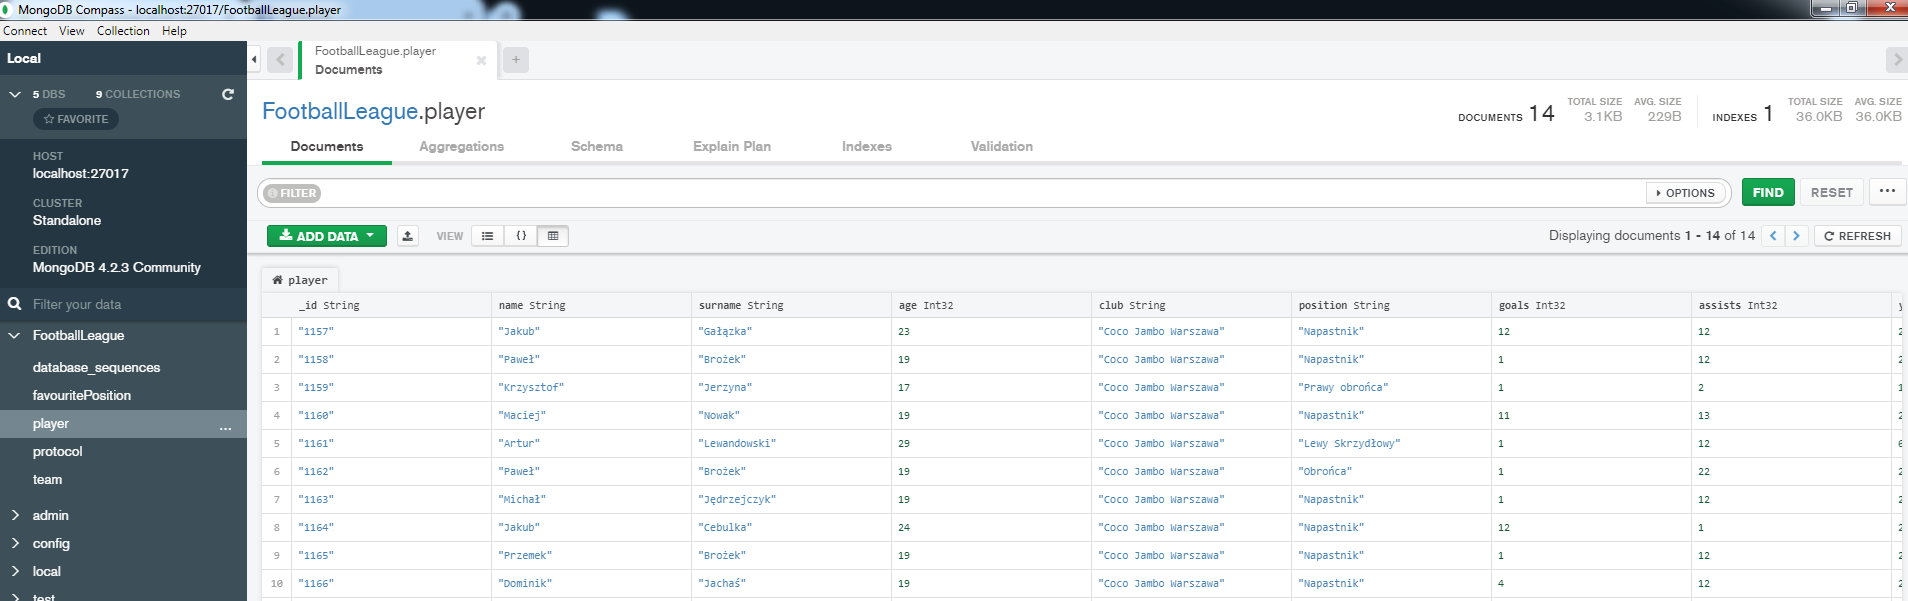 MongoDB Compass - localhost:27017/FootballLeague.player
Connect View Collection Help
Local
5 DBS 9 COLLECTIONS
FAVORITE
HOST
localhost:27017
CLUSTER
Standalone
EDITION
MongoDB 4.2.3 Community
Filter your data
FootballLeague
database_sequences
favouritePosition
player ...
protocol
team
admin
config
local
test
FootballLeague.player
Documents
FootballLeague.player
DOCUMENTS 14 TOTAL SIZE 3.1KB AVG. SIZE 229B INDEXES 1 TOTAL SIZE 36.0KB AVG. SIZE 36.0KB
Documents Aggregations Schema Explain Plan Indexes Validation
FILTER OPTIONS FIND RESET ...
ADD DATA VIEW {} Displaying documents 1 - 14 of 14 REFRESH
player
_id String name String surname String age Int32 club String position String goals Int32 assists Int32 y
1 "1157" "Jakub" "Gałązka" 23 "Coco Jambo Warszawa" "Napastnik" 12 12 2
2 "1158" "Paweł" "Brożek" 19 "Coco Jambo Warszawa" "Napastnik" 1 12 2
3 "1159" "Krzysztof" "Jerzyna" 17 "Coco Jambo Warszawa" "Prawy obrońca" 1 2 1
4 "1160" "Maciej" "Nowak" 19 "Coco Jambo Warszawa" "Napastnik" 11 13 2
5 "1161" "Artur" "Lewandowski" 29 "Coco Jambo Warszawa" "Lewy Skrzydłowy" 1 12 6
6 "1162" "Paweł" "Brożek" 19 "Coco Jambo Warszawa" "Obrońca" 1 22 2
7 "1163" "Michał" "Jędrzejczyk" 19 "Coco Jambo Warszawa" "Napastnik" 1 12 2
8 "1164" "Jakub" "Cebulka" 24 "Coco Jambo Warszawa" "Napastnik" 12 1 2
9 "1165" "Przemek" "Brożek" 19 "Coco Jambo Warszawa" "Napastnik" 1 12 2
10 "1166" "Dominik" "Jachaś" 19 "Coco Jambo Warszawa" "Napastnik" 4 12 2